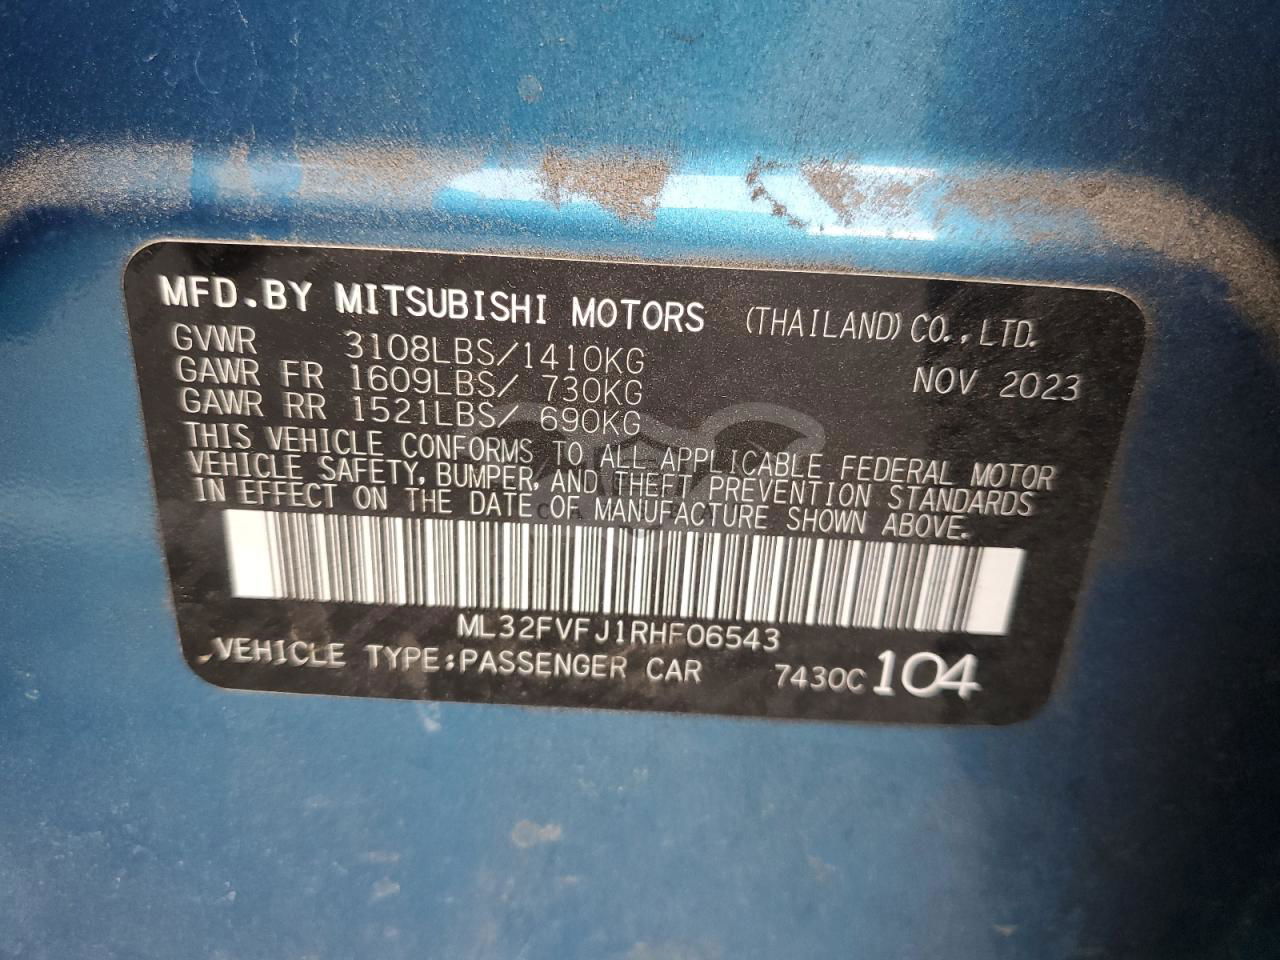 MFD.BY MITSUBISHI MOTORS (THAILAND) CO.,LTD.
GVWR 3108LBS/1410KG NOV 2023
GAWR FR 1609LBS/ 730KG
GAWR RR 1521LBS/ 690KG
THIS VEHICLE CONFORMS TO ALL APPLICABLE FEDERAL MOTOR
VEHICLE SAFETY, BUMPER, AND THEFT PREVENTION STANDARDS
IN EFFECT ON THE DATE OF MANUFACTURE SHOWN ABOVE.
ML32FVFJ1RHF06543
VEHICLE TYPE:PASSENGER CAR 7430C 104